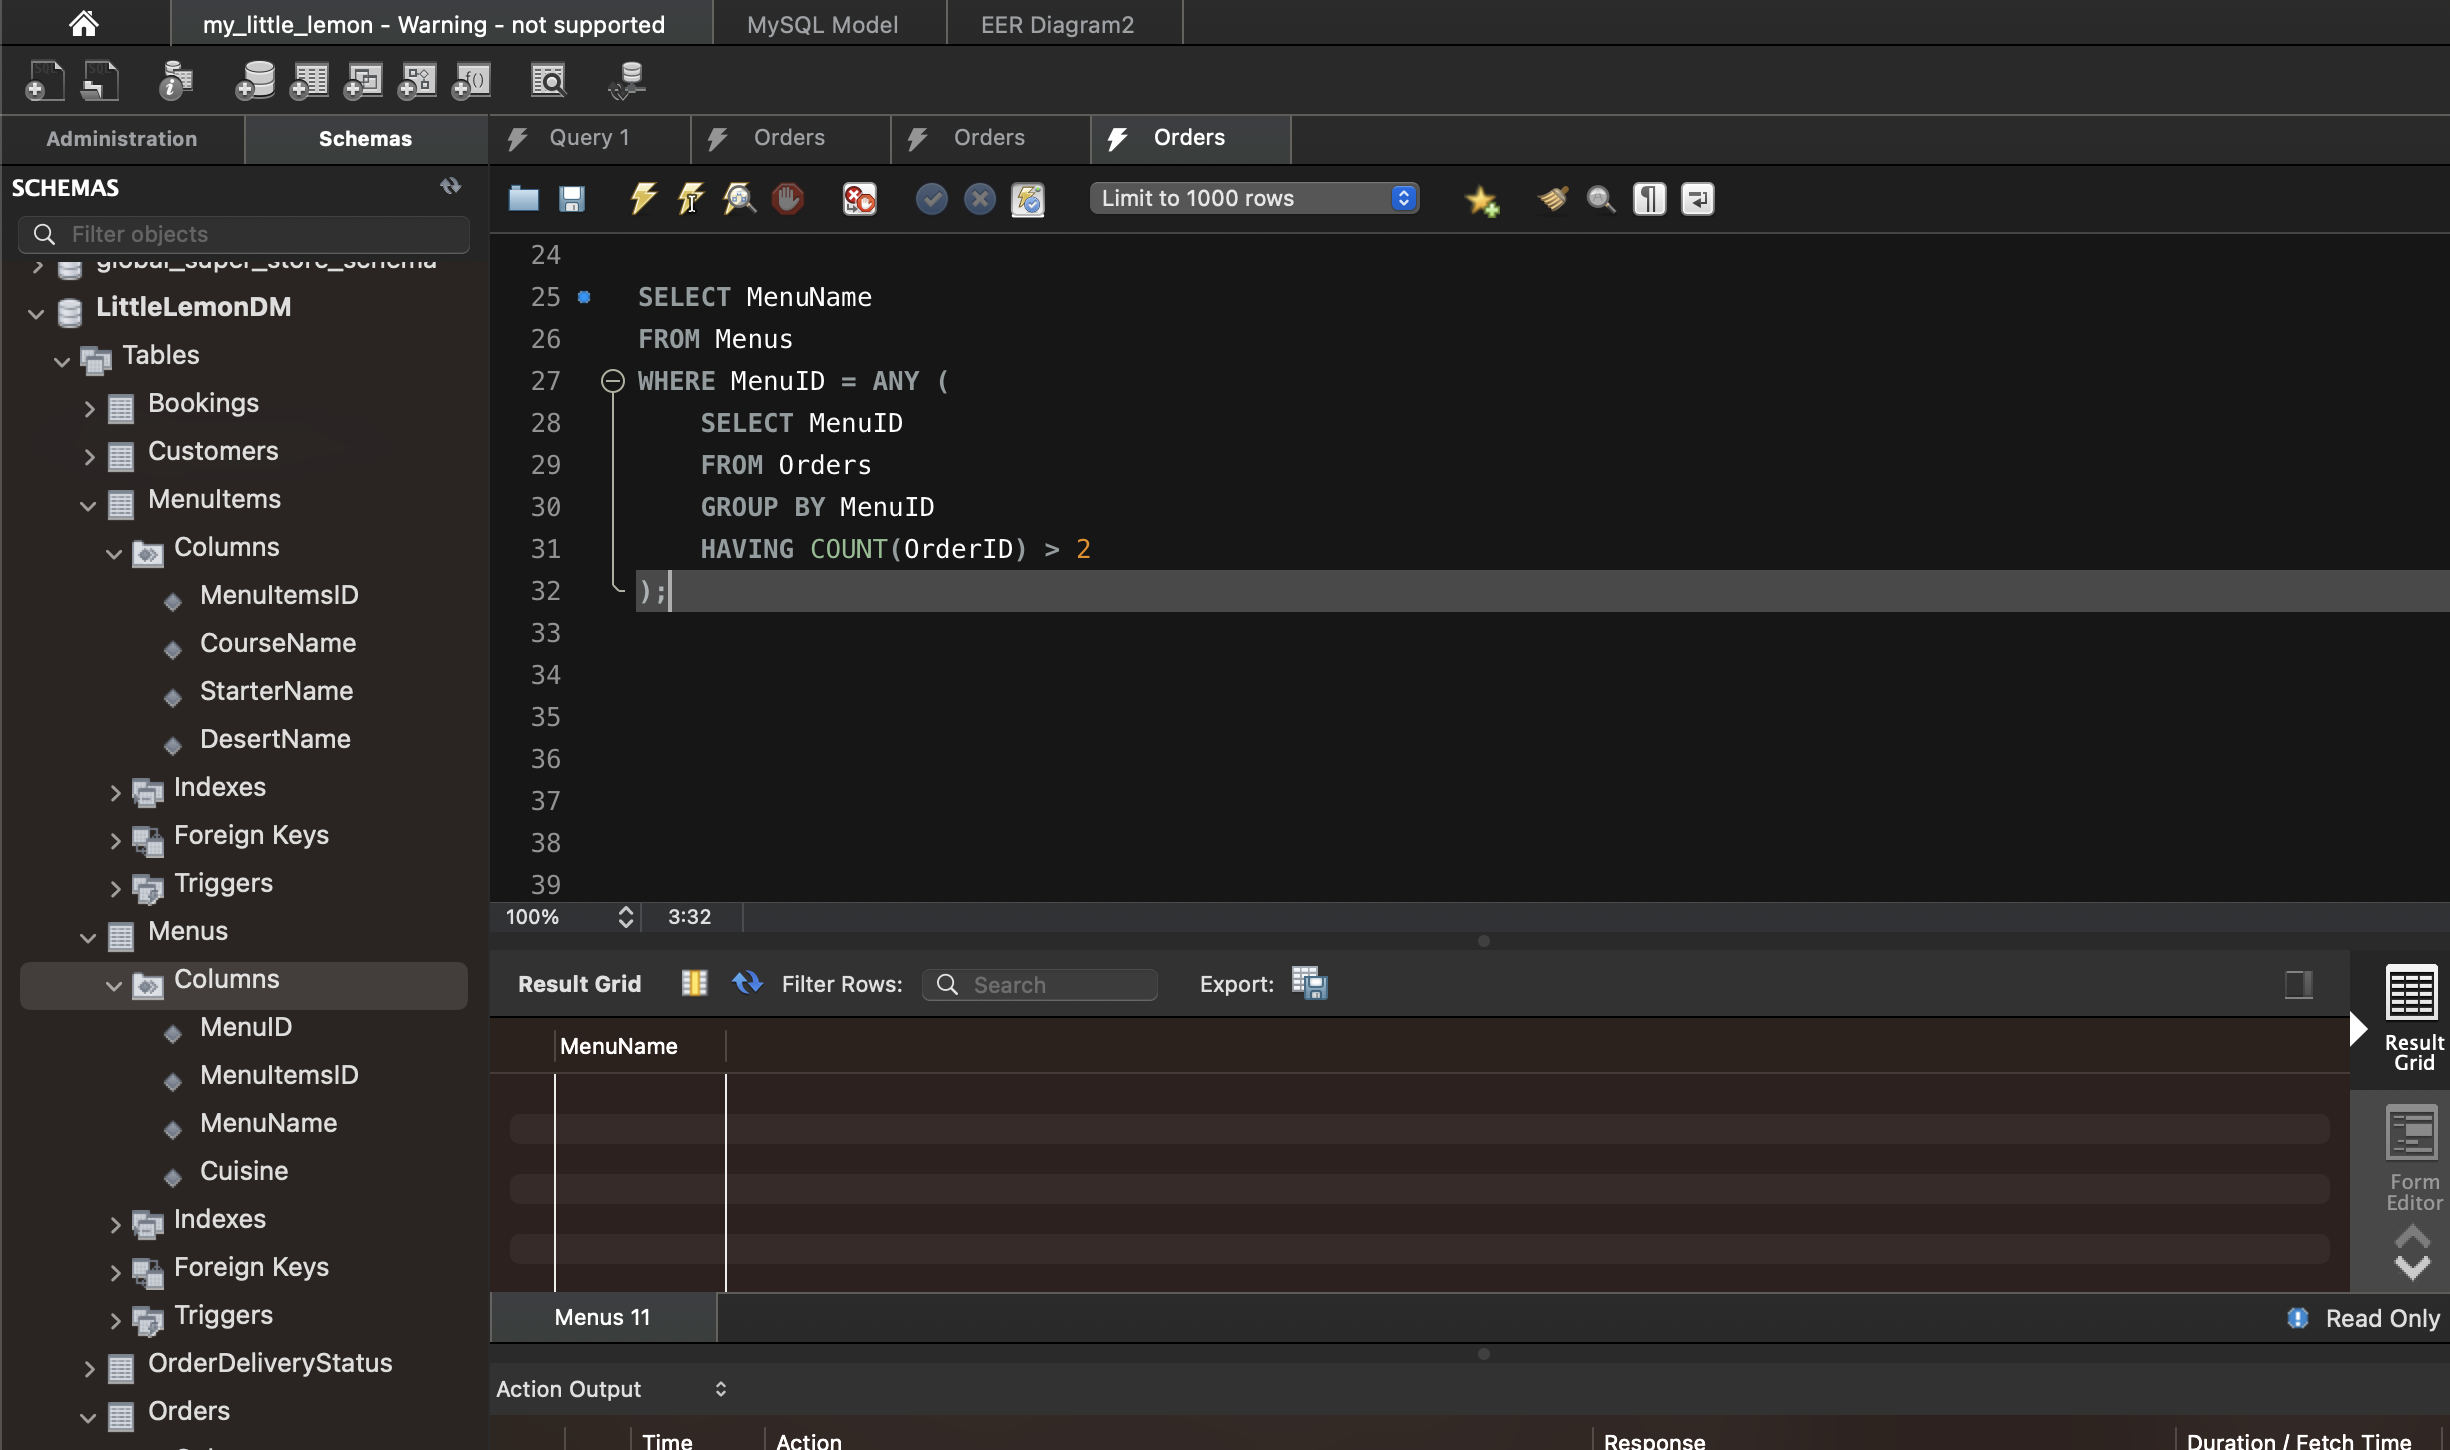 my_little_lemon - Warning - not supported
MySQL Model
EER Diagram2
Administration
Schemas
Query 1
Orders
Orders
Orders
SCHEMAS
Filter objects
global_super_store_schema
LittleLemonDM
Tables
Bookings
Customers
MenuItems
Columns
MenuItemsID
CourseName
StarterName
DesertName
Indexes
Foreign Keys
Triggers
Menus
Columns
MenuID
MenuItemsID
MenuName
Cuisine
Indexes
Foreign Keys
Triggers
OrderDeliveryStatus
Orders
Limit to 1000 rows
24
25 SELECT MenuName
26 FROM Menus
27 WHERE MenuID = ANY (
28 SELECT MenuID
29 FROM Orders
30 GROUP BY MenuID
31 HAVING COUNT(OrderID) > 2
32 );
33
34
35
36
37
38
39
100% 3:32
Result Grid Filter Rows: Search Export:
MenuName
Result
Grid
Form
Editor
Menus 11
Read Only
Action Output
Time Action Response Duration / Fetch Time